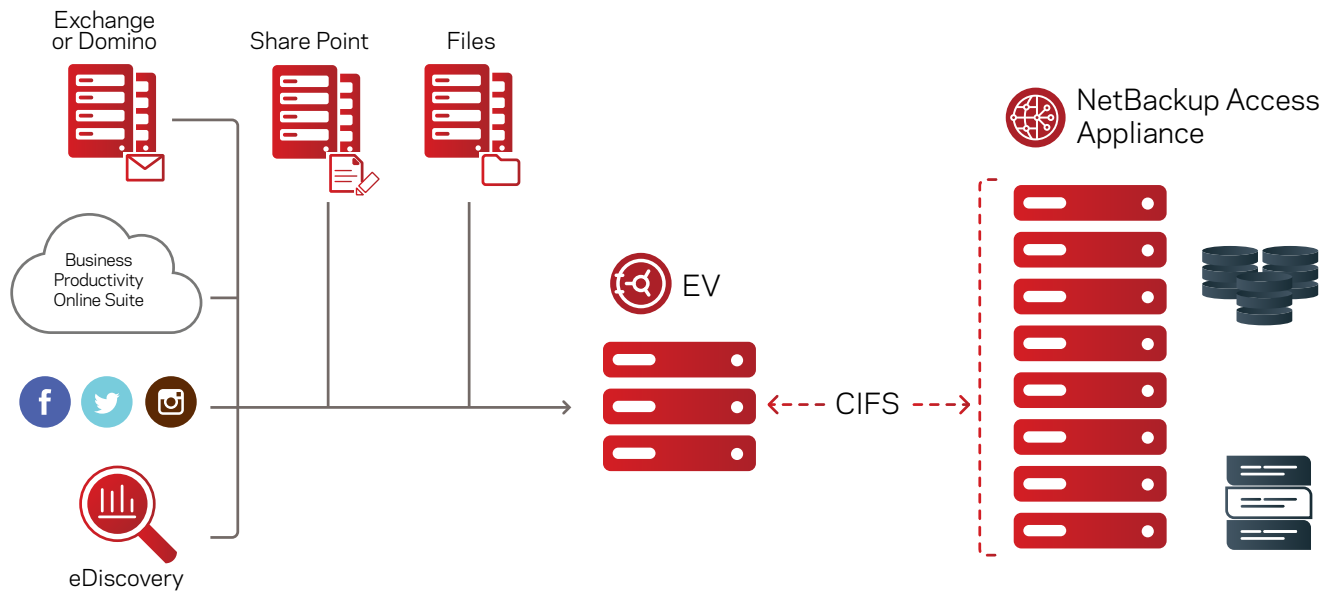 Exchange
or Domino
Share Point
Files
NetBackup Access
Appliance
Business
Productivity
Online Suite
EV
CIFS
eDiscovery